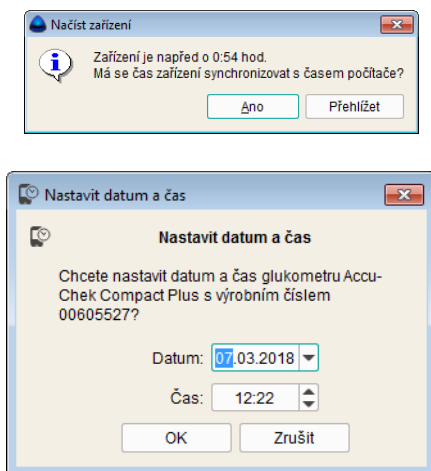 Načíst zařízení
Zařízení je napřed o 0:54 hod.
Má se čas zařízení synchronizovat s časem počítače?
Ano
Přehlížet
Nastavit datum a čas
Nastavit datum a čas
Chcete nastavit datum a čas glukometru Accu-
Chek Compact Plus s výrobním číslem
00605527?
Datum: 07.03.2018
Čas: 12:22
OK
Zrušit